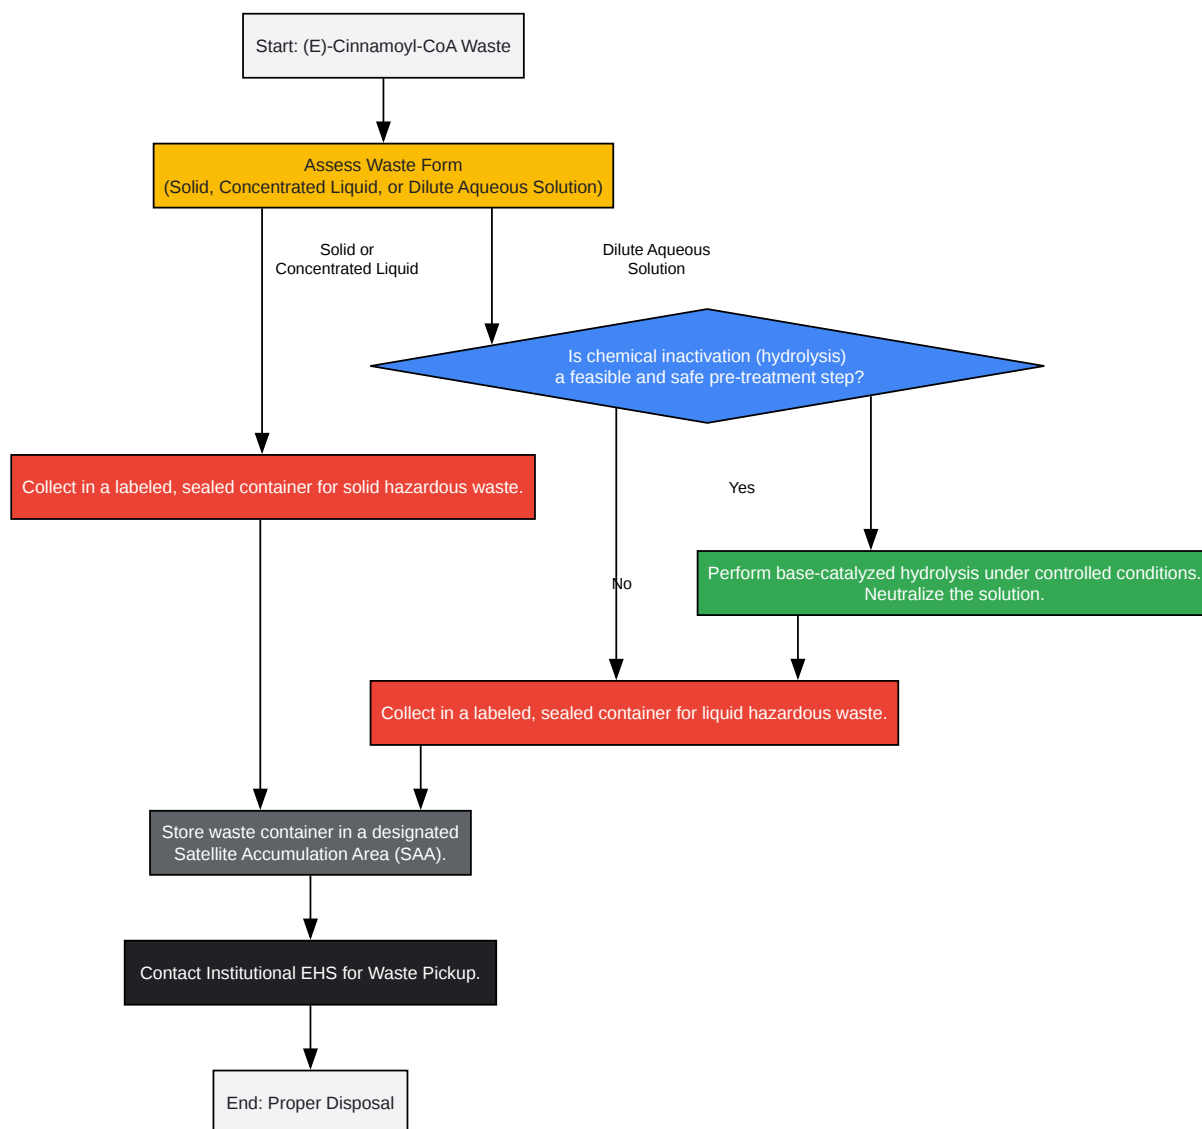 Start: (E)-Cinnamoyl-CoA Waste
Assess Waste Form
(Solid, Concentrated Liquid, or Dilute Aqueous Solution)
Solid or
Concentrated Liquid
Dilute Aqueous
Solution
Is chemical inactivation (hydrolysis)
a feasible and safe pre-treatment step?
Collect in a labeled, sealed container for solid hazardous waste.
Yes
No
Perform base-catalyzed hydrolysis under controlled conditions.
Neutralize the solution.
Collect in a labeled, sealed container for liquid hazardous waste.
Store waste container in a designated
Satellite Accumulation Area (SAA).
Contact Institutional EHS for Waste Pickup.
End: Proper Disposal